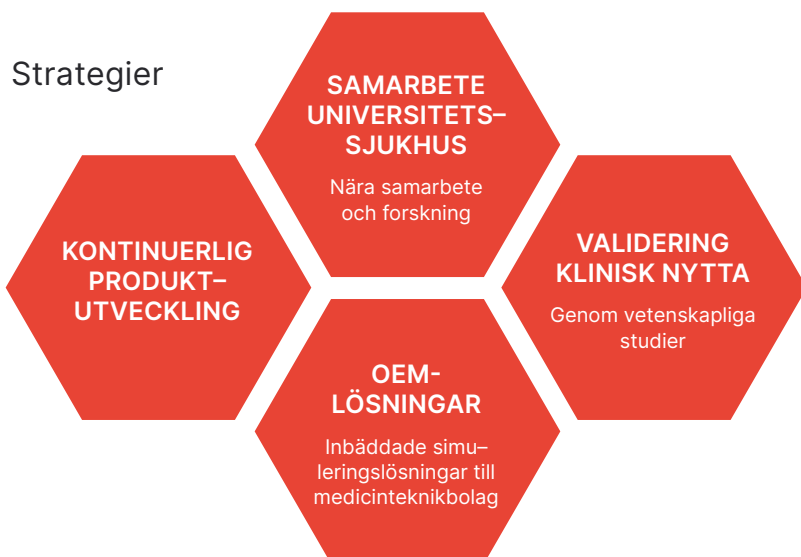 Strategier
SAMARBETE
UNIVERSITETS–
SJUKHUS
Nära samarbete
och forskning
KONTINUERLIG
PRODUKT–
UTVECKLING
VALIDERING
KLINISK NYTTA
Genom vetenskapliga
studier
OEM-
LÖSNINGAR
Inbäddade simu–
leringslösningar till
medicinteknikbolag